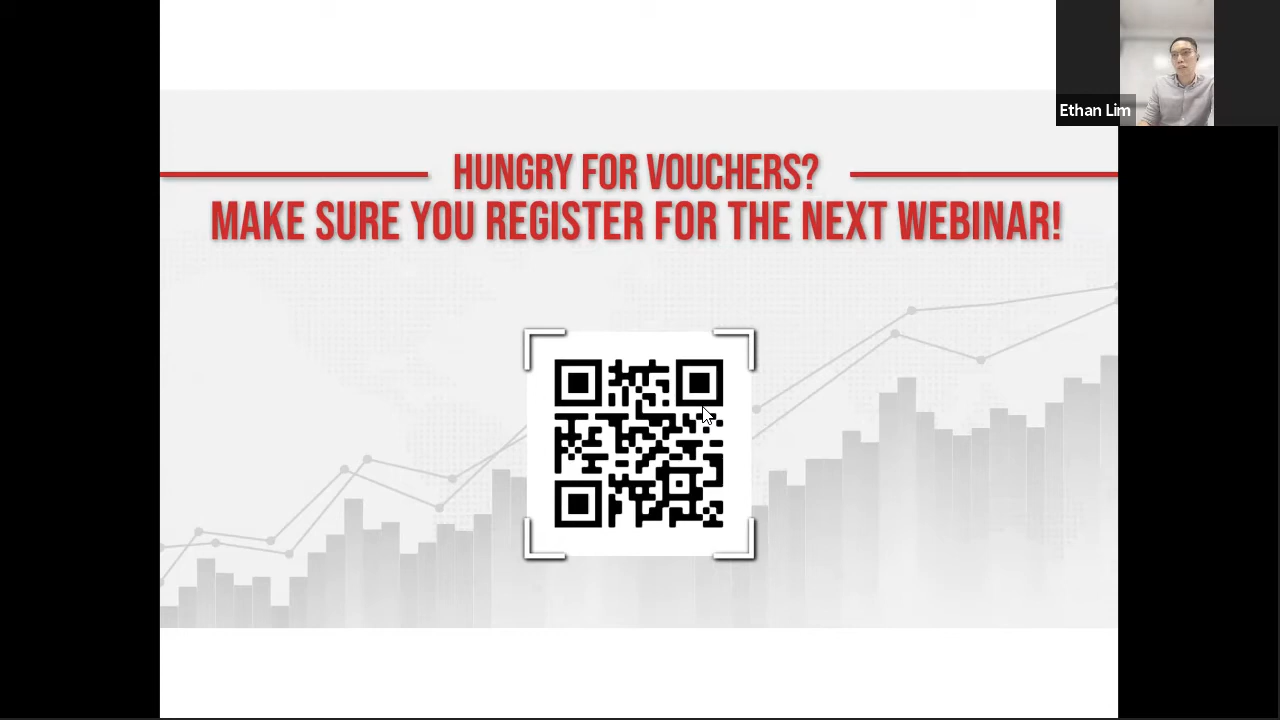 Ethan Lim
HUNGRY FOR VOUCHERS?
MAKE SURE YOU REGISTER FOR THE NEXT WEBINAR!